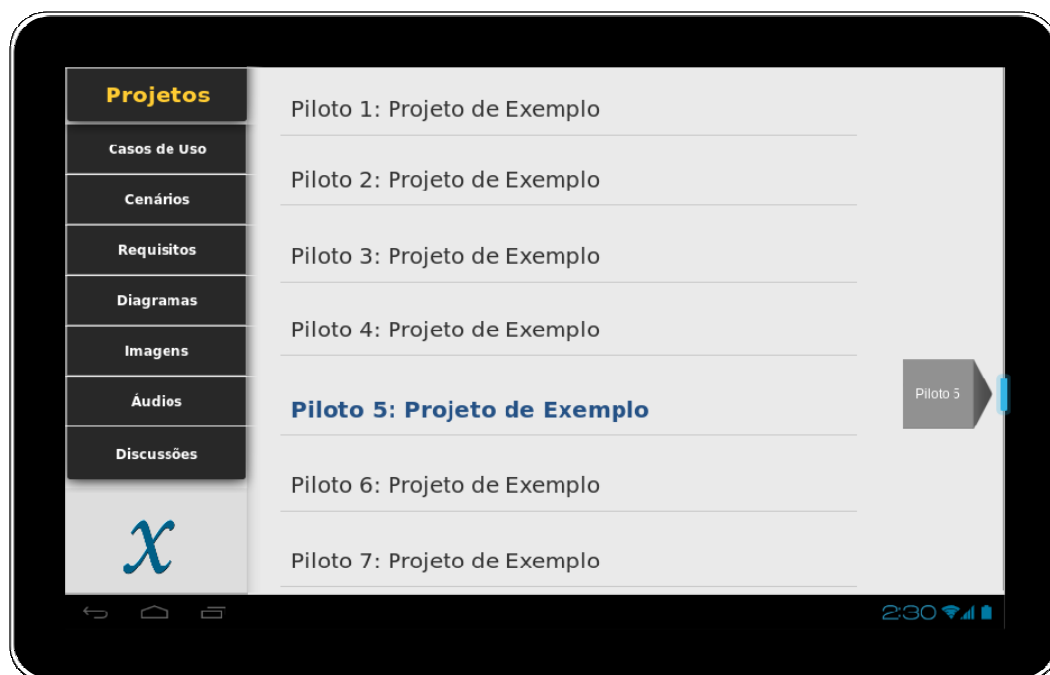 Projetos
Casos de Uso
Cenários
Requisitos
Diagramas
Imagens
Áudios
Discussões
x
Piloto 1: Projeto de Exemplo
Piloto 2: Projeto de Exemplo
Piloto 3: Projeto de Exemplo
Piloto 4: Projeto de Exemplo
Piloto 5: Projeto de Exemplo
Piloto 6: Projeto de Exemplo
Piloto 7: Projeto de Exemplo
Piloto 5
2:30